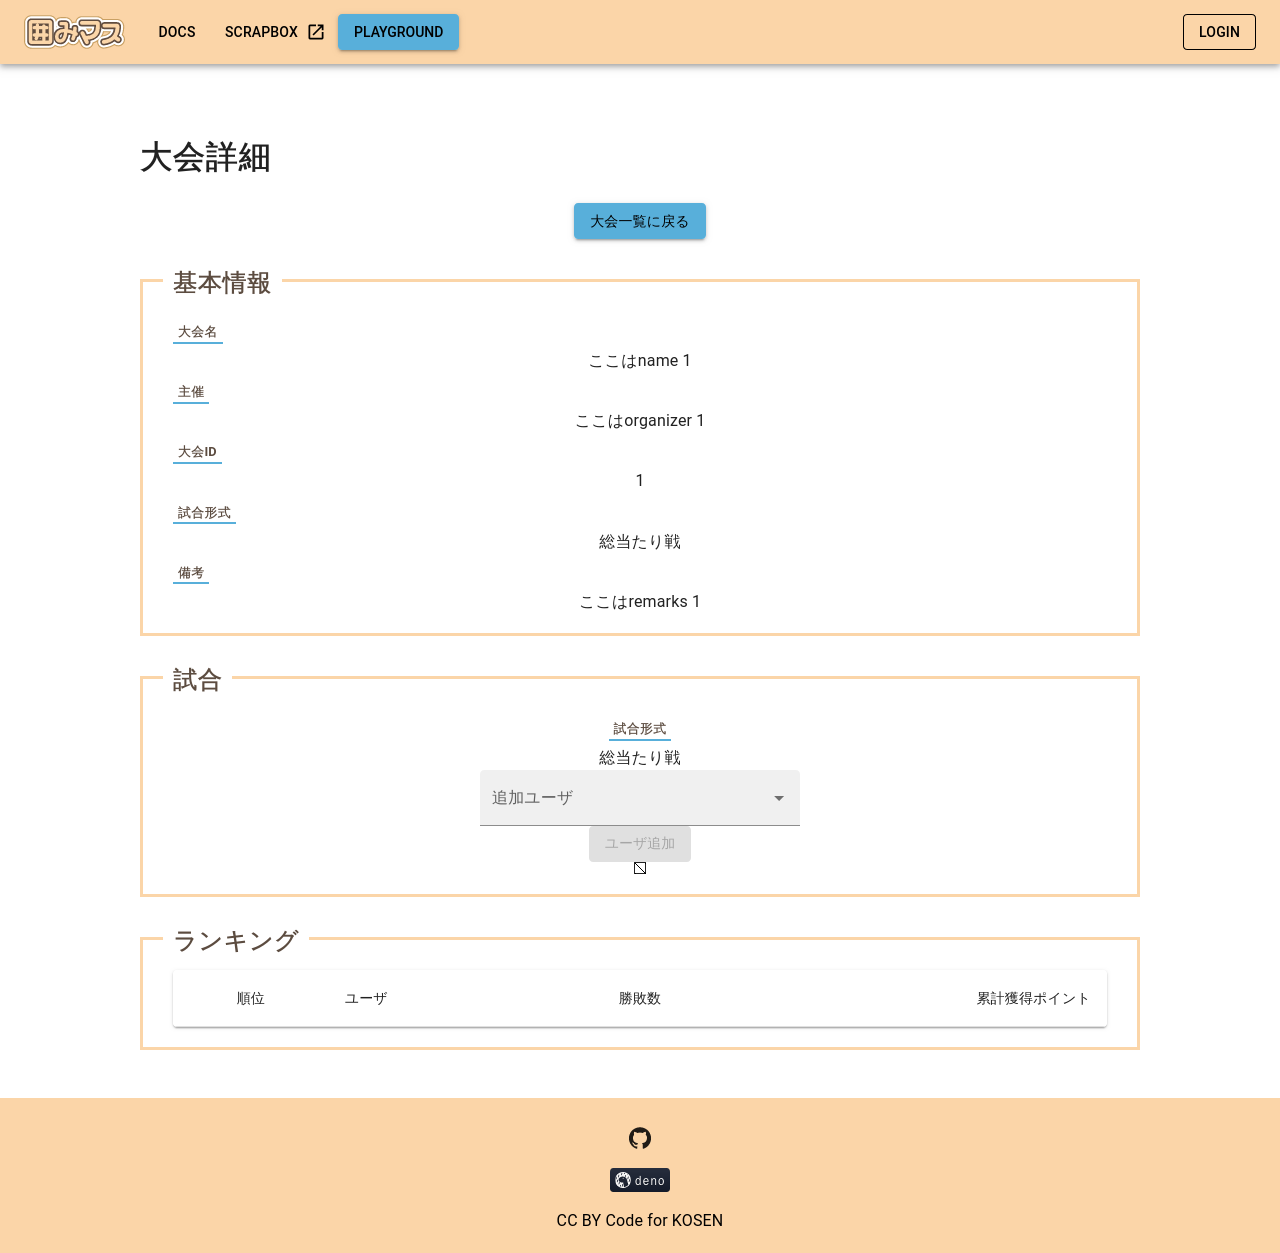 囲みマス DOCS SCRAPBOX PLAYGROUND LOGIN
大会詳細
大会一覧に戻る
基本情報
大会名
ここはname 1
主催
ここはorganizer 1
大会ID
1
試合形式
総当たり戦
備考
ここはremarks 1
試合
試合形式
総当たり戦
追加ユーザ
ユーザ追加
ランキング
順位 ユーザ 勝敗数 累計獲得ポイント
deno
CC BY Code for KOSEN